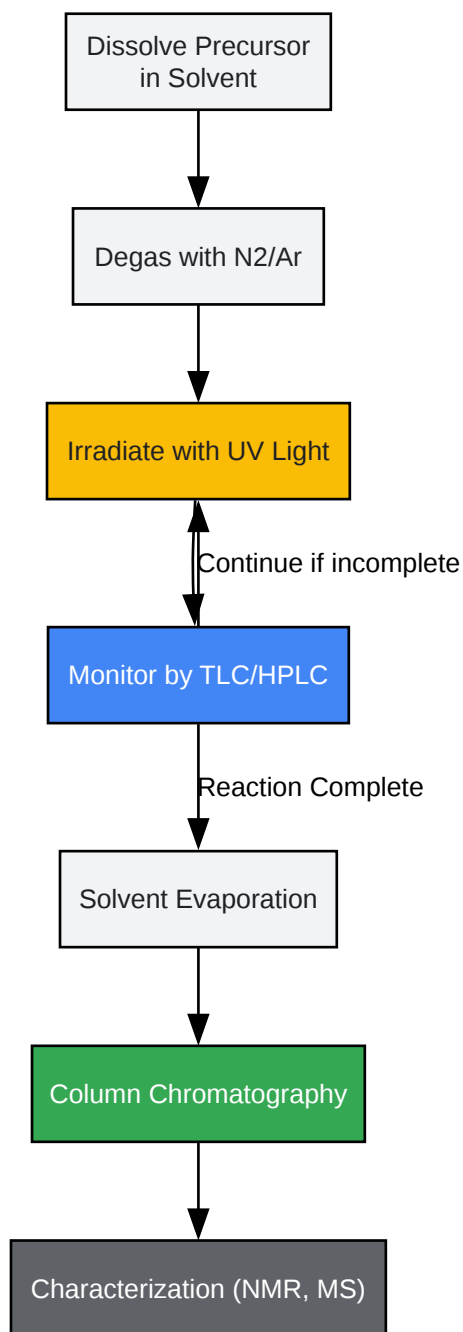 Dissolve Precursor
in Solvent
Degas with N2/Ar
Irradiate with UV Light
Continue if incomplete
Monitor by TLC/HPLC
Reaction Complete
Solvent Evaporation
Column Chromatography
Characterization (NMR, MS)